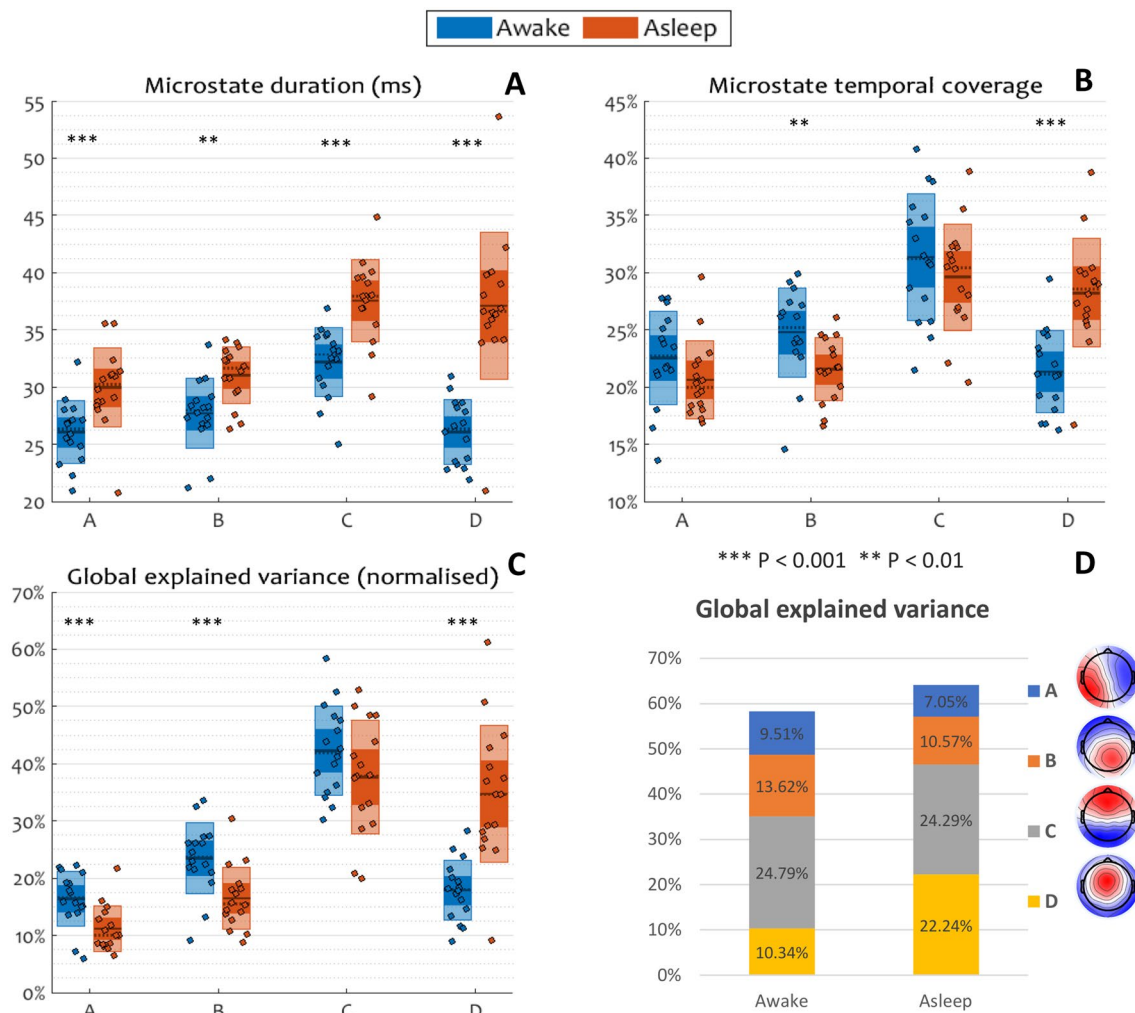 Awake Asleep
Microstate duration (ms) A
55
50
45
40
35
30
25
20
*** ** *** ***
A B C D
Microstate temporal coverage B
45%
40%
35%
30%
25%
20%
15%
10%
** ***
A B C D
Global explained variance (normalised) C
70%
60%
50%
40%
30%
20%
10%
0%
*** *** ***
A B C D
*** P < 0.001 ** P < 0.01 D
Global explained variance
70%
60%
50%
40%
30%
20%
10%
0%
9.51%
13.62%
24.79%
10.34%
7.05%
10.57%
24.29%
22.24%
Awake Asleep
A
B
C
D